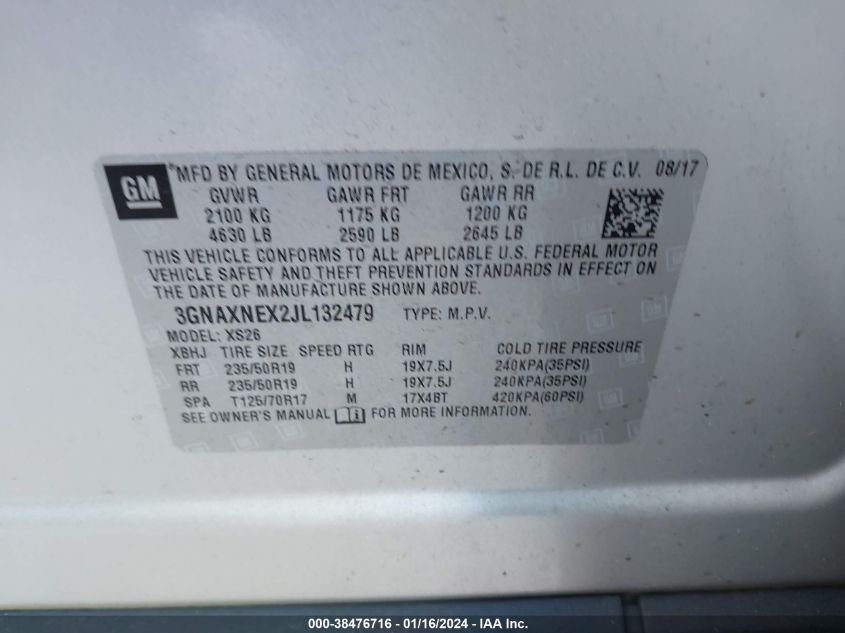 GM
*MFD BY GENERAL MOTORS DE MEXICO, S. DE R.L. DE C.V. 08/17
GVWR GAWR FRT GAWR RR
2100 KG 1175 KG 1200 KG
4630 LB 2590 LB 2645 LB
THIS VEHICLE CONFORMS TO ALL APPLICABLE U.S. FEDERAL MOTOR
VEHICLE SAFETY AND THEFT PREVENTION STANDARDS IN EFFECT ON
THE DATE OF MANUFACTURE SHOWN ABOVE.
3GNAXNEX2JL132479 TYPE: M.P.V.
MODEL: XS26
XBHJ TIRE SIZE SPEED RTG RIM COLD TIRE PRESSURE
FRT 235/50R19 H 19X7.5J 240KPA(35PSI)
RR 235/50R19 H 19X7.5J 240KPA(35PSI)
SPA T125/70R17 M 17X4BT 420KPA(60PSI)
SEE OWNER'S MANUAL FOR MORE INFORMATION.
000-38476716 - 01/16/2024 - IAA Inc.